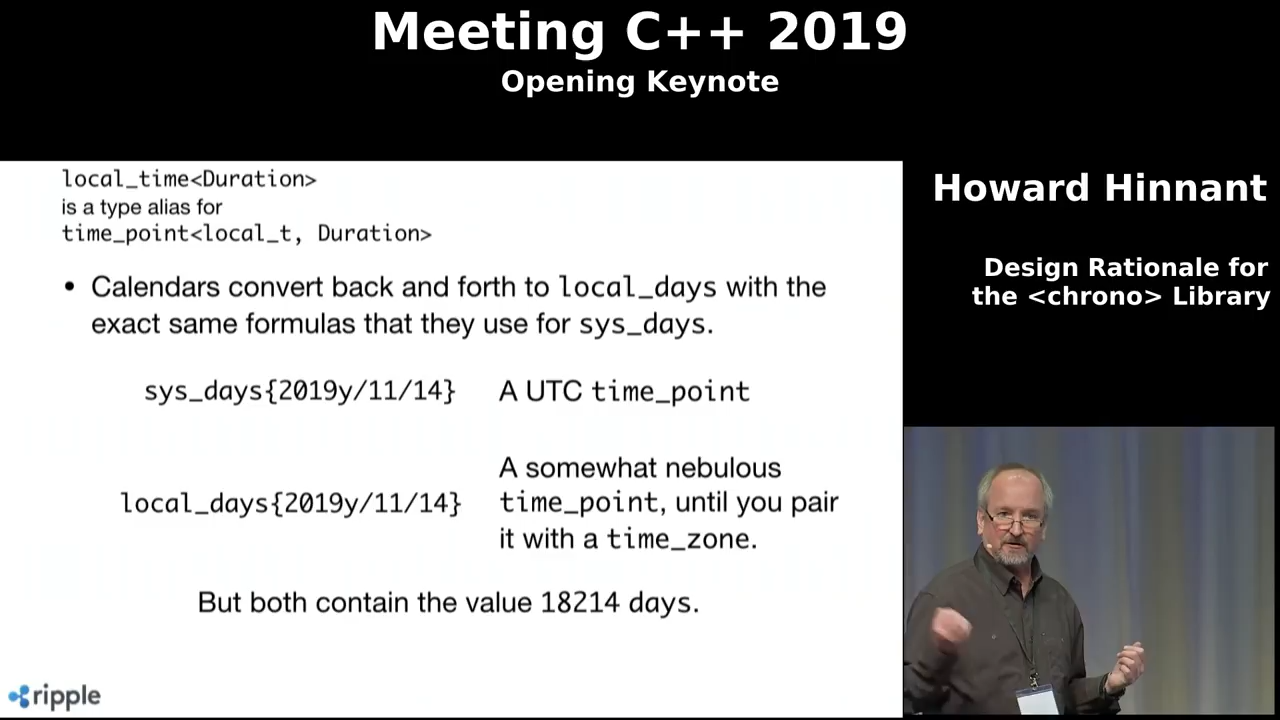 Meeting C++ 2019
Opening Keynote
local_time<Duration>
is a type alias for
time_point<local_t, Duration>
• Calendars convert back and forth to local_days with the
exact same formulas that they use for sys_days.
sys_days{2019y/11/14} A UTC time_point
local_days{2019y/11/14} A somewhat nebulous
time_point, until you pair
it with a time_zone.
But both contain the value 18214 days.
ripple
Howard Hinnant
Design Rationale for
the <chrono> Library